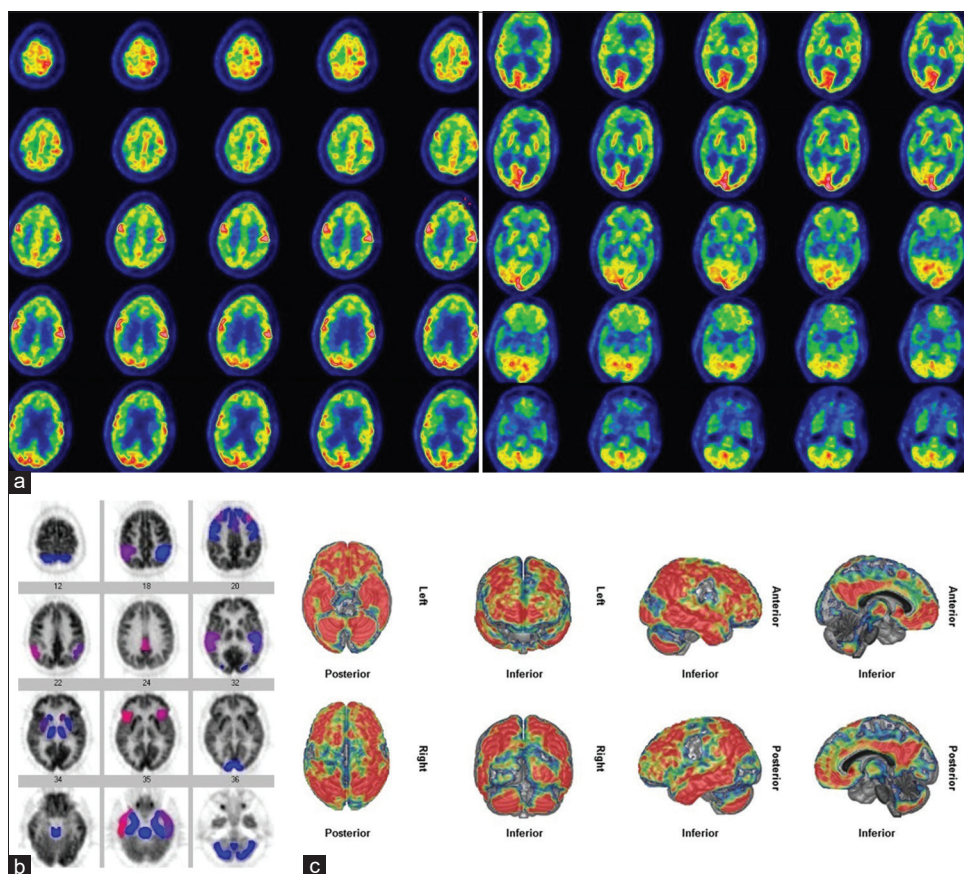 a
12 18 20
22 24 32
34 35 36
b
Left
Left
Anterior
Anterior
Posterior
Inferior
Inferior
Inferior
Right
Right
Posterior
Posterior
Posterior
Inferior
Inferior
Inferior
c